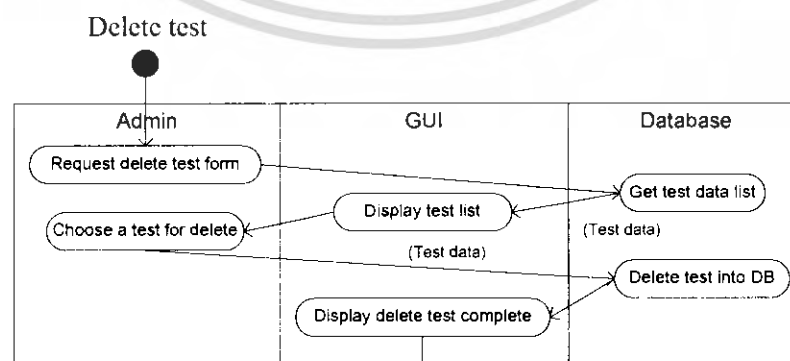 Delete test
Admin
GUI
Database
Request delete test form
Get test data list
Display test list
Choose a test for delete
(Test data)
(Test data)
Delete test into DB
Display delete test complete